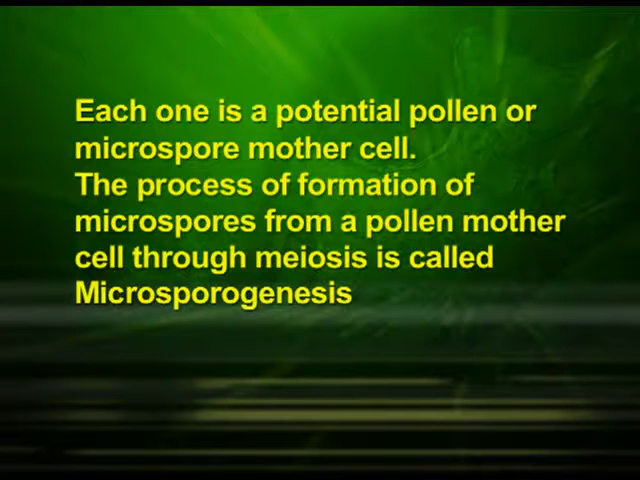 Each one is a potential pollen or
microspore mother cell.
The process of formation of
microspores from a pollen mother
cell through meiosis is called
Microsporogenesis